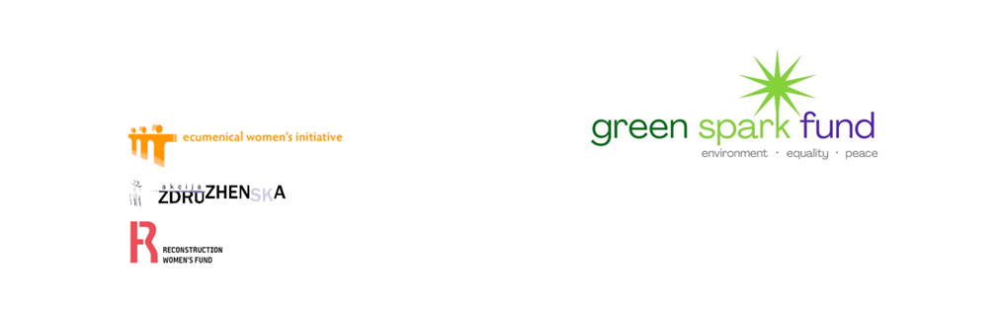 ecumenical women's initiative
akcija
ZDRUZHENSKA
RECONSTRUCTION
WOMEN'S FUND
green spark fund
environment · equality · peace